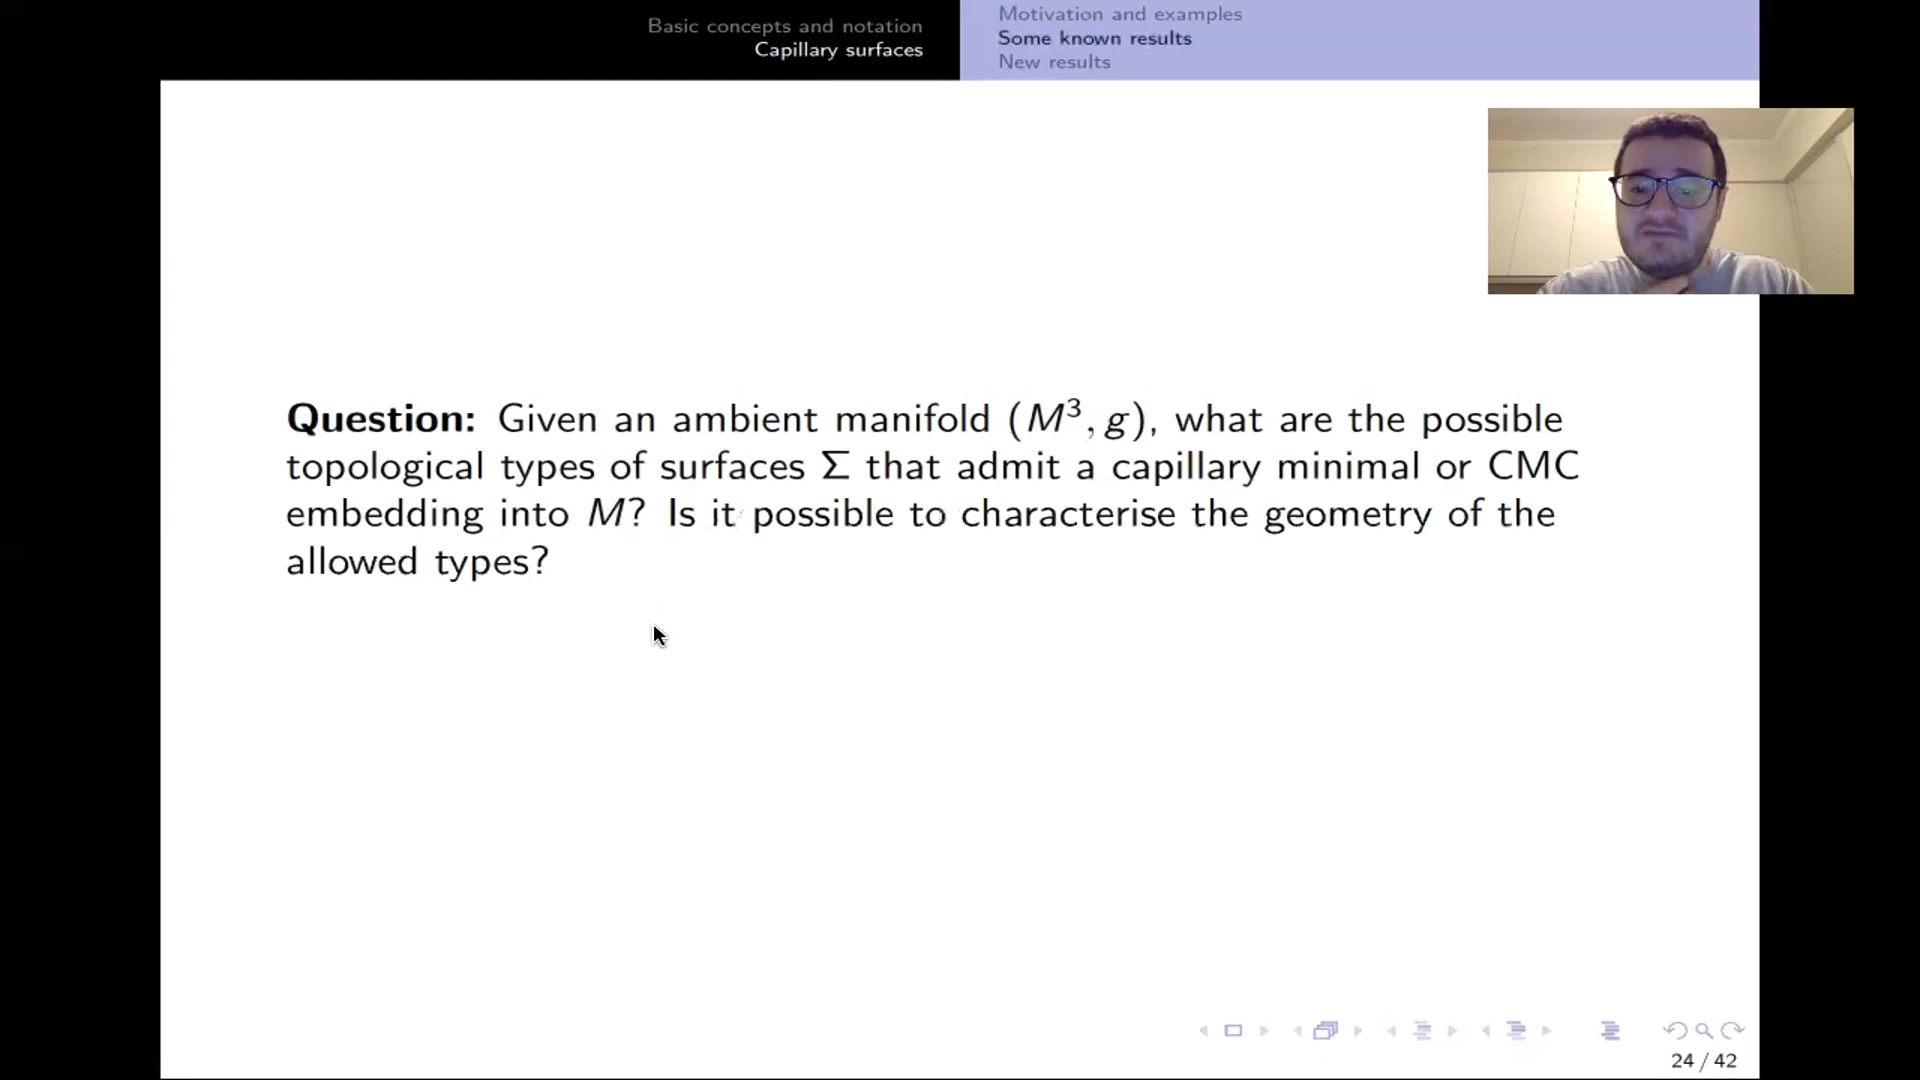 Basic concepts and notation
Capillary surfaces
Motivation and examples
Some known results
New results
Question: Given an ambient manifold (M³, g), what are the possible
topological types of surfaces Σ that admit a capillary minimal or CMC
embedding into M? Is it possible to characterise the geometry of the
allowed types?
24 / 42